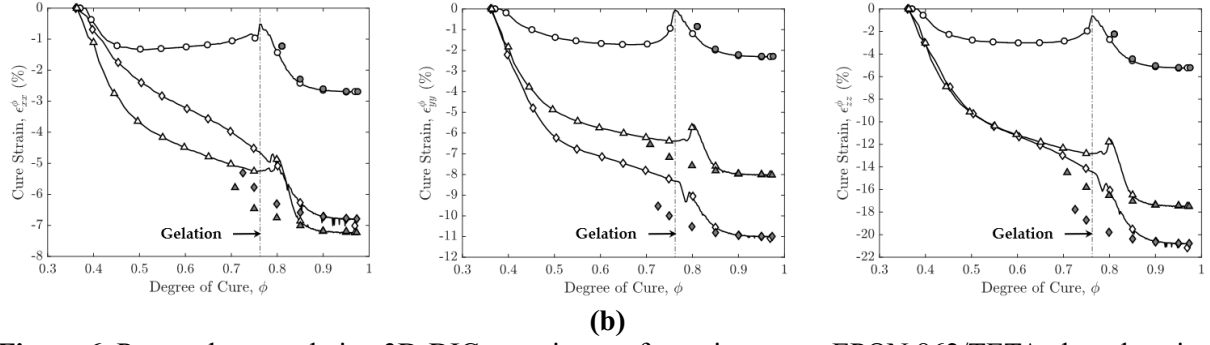 0
-1
-2
-3
-4
-5
-6
-7
-8
Cure Strain, ϵ^ϕ_xx (%)
Gelation
0.3 0.4 0.5 0.6 0.7 0.8 0.9 1
Degree of Cure, ϕ
0
-1
-2
-3
-4
-5
-6
-7
-8
-9
-10
-11
-12
Cure Strain, ϵ^ϕ_yy (%)
Gelation
0.3 0.4 0.5 0.6 0.7 0.8 0.9 1
Degree of Cure, ϕ
0
-2
-4
-6
-8
-10
-12
-14
-16
-18
-20
-22
Cure Strain, ϵ^ϕ_zz (%)
Gelation
0.3 0.4 0.5 0.6 0.7 0.8 0.9 1
Degree of Cure, ϕ
(b)